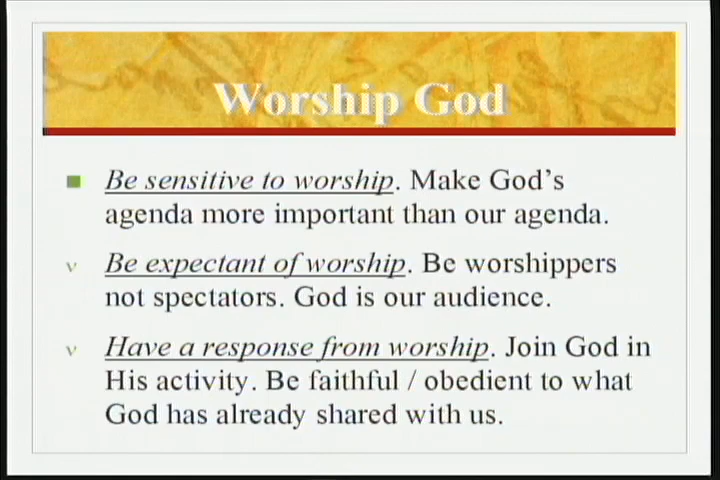 Worship God
Be sensitive to worship. Make God's
agenda more important than our agenda.
v Be expectant of worship. Be worshippers
not spectators. God is our audience.
v Have a response from worship. Join God in
His activity. Be faithful / obedient to what
God has already shared with us.